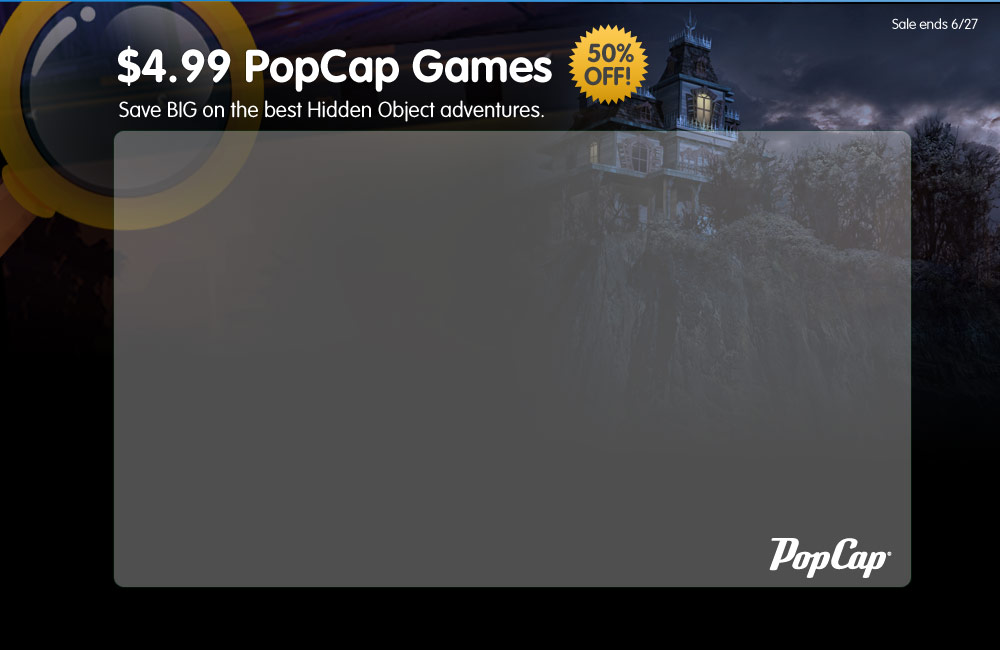 Sale ends 6/27
$4.99 PopCap Games
50%
OFF!
Save BIG on the best Hidden Object adventures.
PopCap®